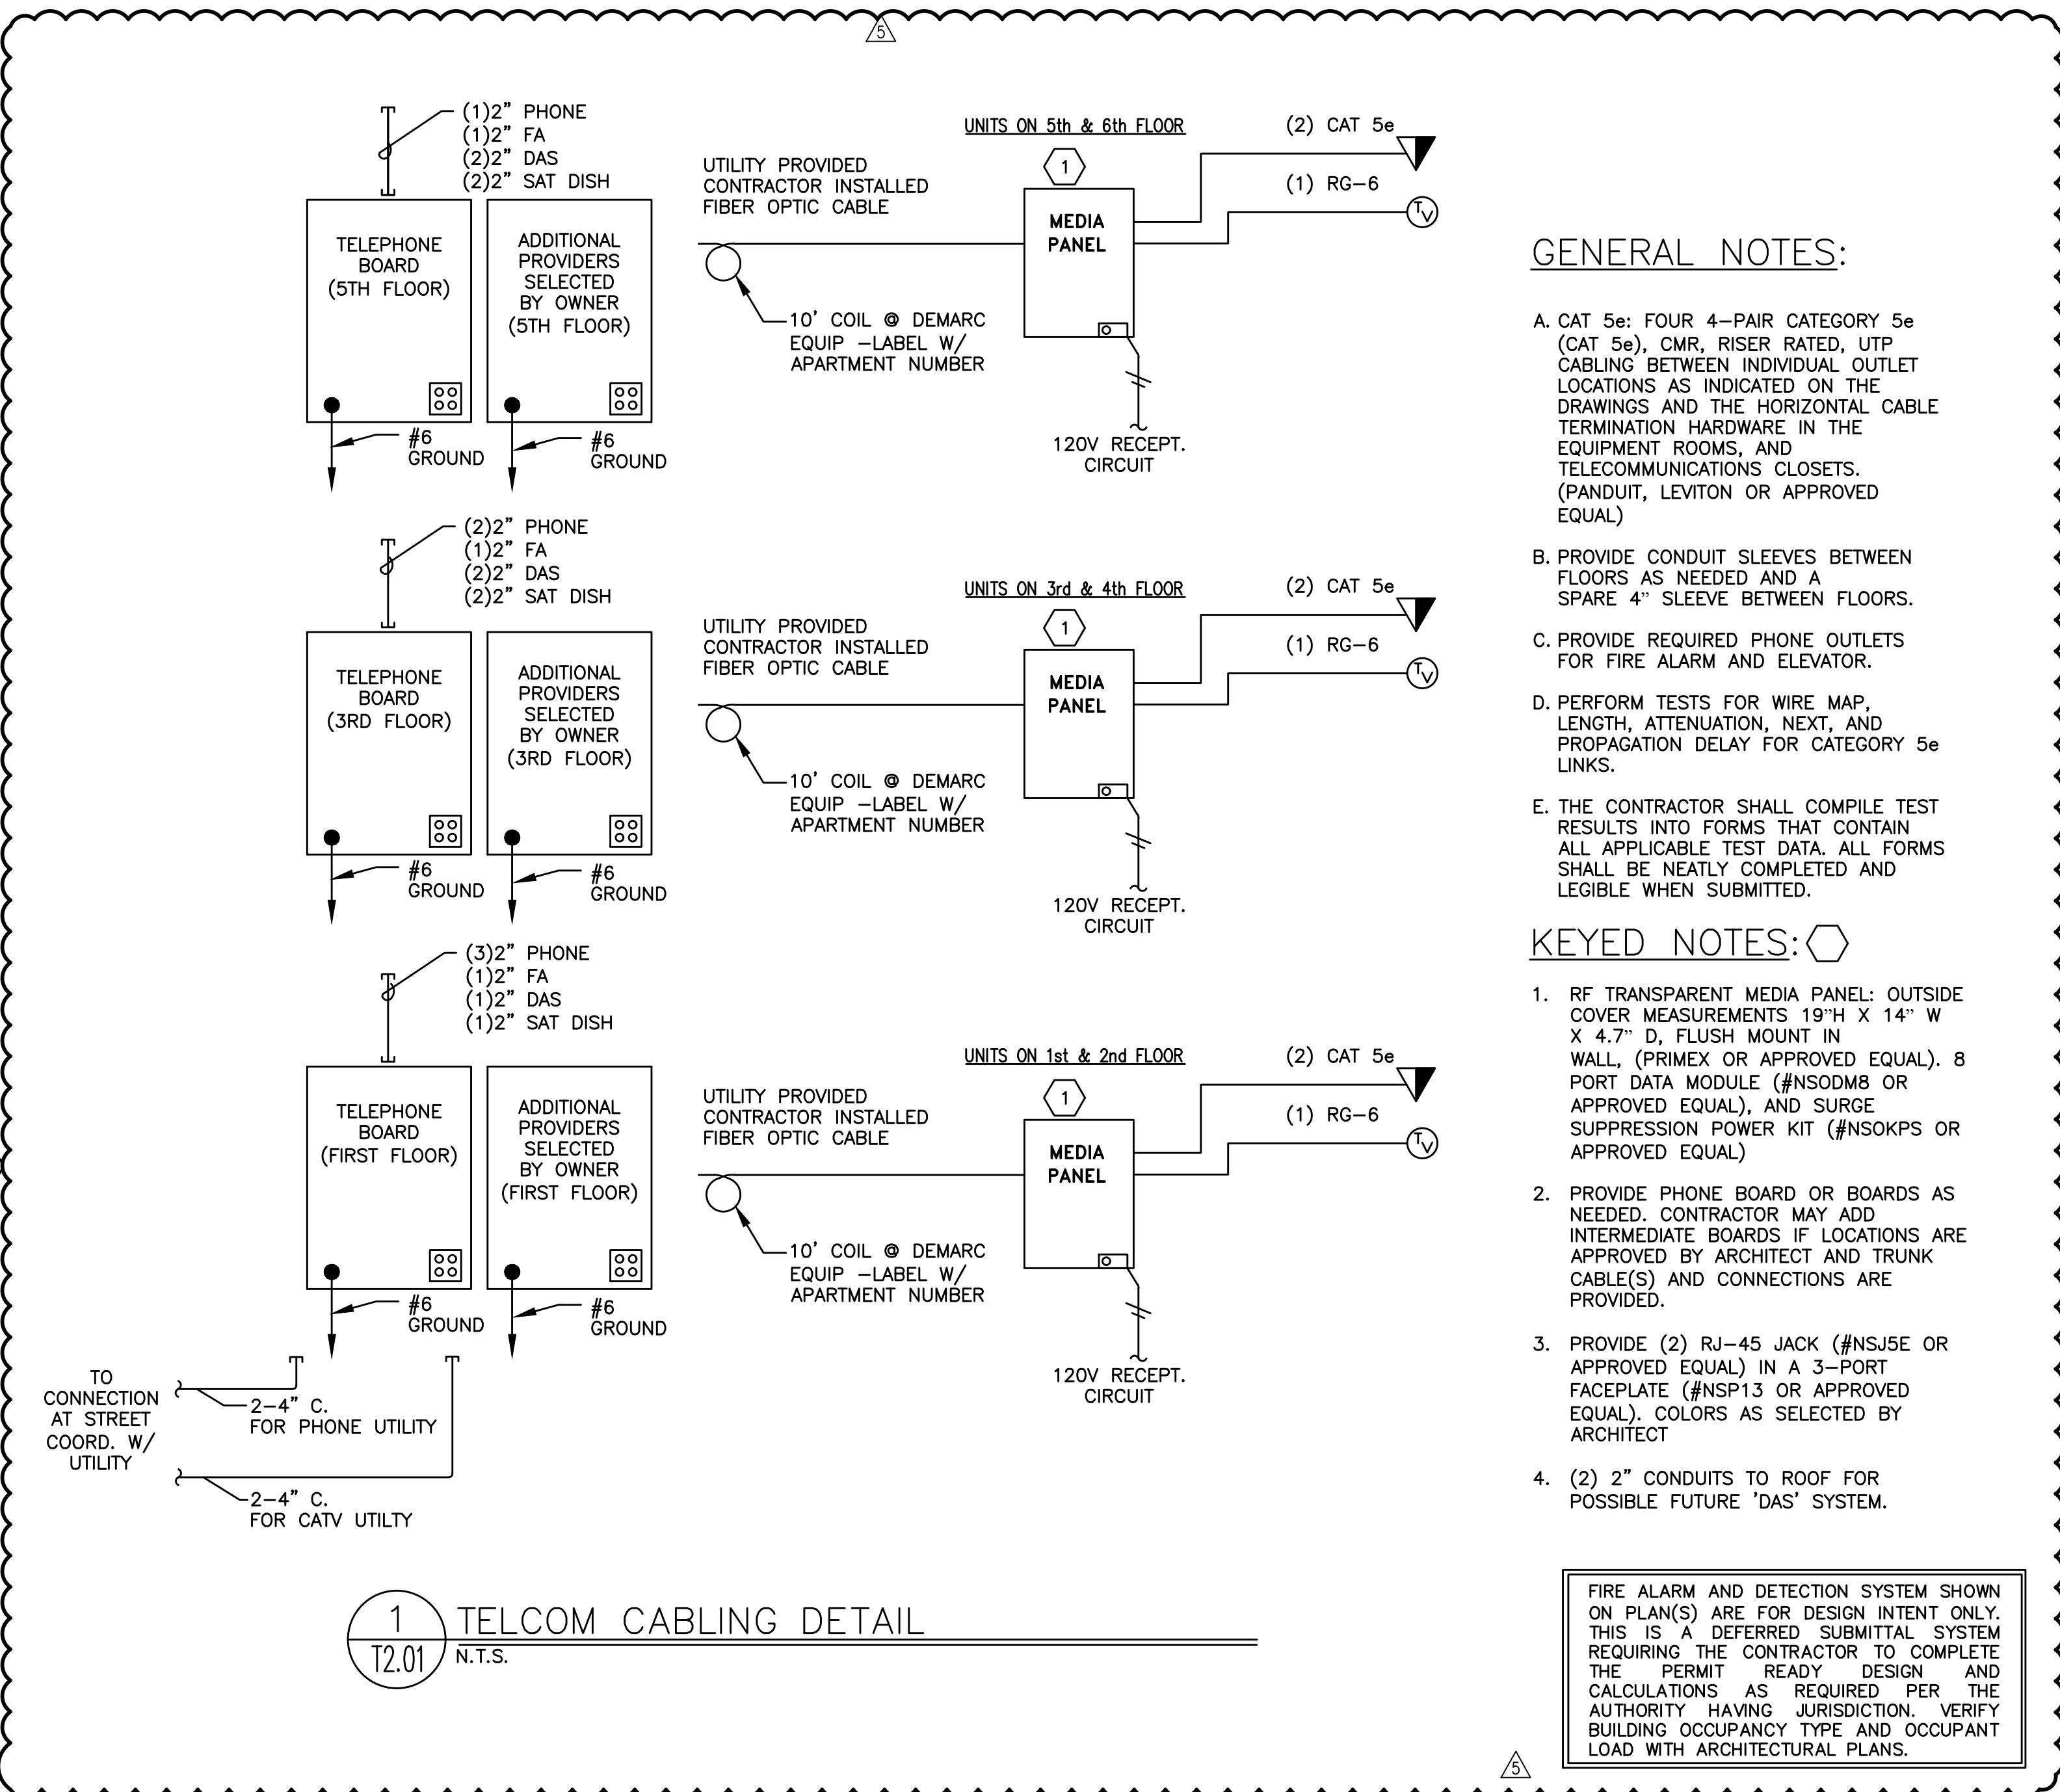 5
(1)2" PHONE
(1)2" FA
(2)2" DAS
(2)2" SAT DISH
TELEPHONE
BOARD
(5TH FLOOR)
ADDITIONAL
PROVIDERS
SELECTED
BY OWNER
(5TH FLOOR)
#6
GROUND
#6
GROUND
UTILITY PROVIDED
CONTRACTOR INSTALLED
FIBER OPTIC CABLE
10' COIL @ DEMARC
EQUIP -LABEL W/
APARTMENT NUMBER
UNITS ON 5th & 6th FLOOR
1
MEDIA
PANEL
(2) CAT 5e
(1) RG-6
TV
120V RECEPT.
CIRCUIT
(2)2" PHONE
(1)2" FA
(2)2" DAS
(2)2" SAT DISH
TELEPHONE
BOARD
(3RD FLOOR)
ADDITIONAL
PROVIDERS
SELECTED
BY OWNER
(3RD FLOOR)
#6
GROUND
#6
GROUND
UTILITY PROVIDED
CONTRACTOR INSTALLED
FIBER OPTIC CABLE
10' COIL @ DEMARC
EQUIP -LABEL W/
APARTMENT NUMBER
UNITS ON 3rd & 4th FLOOR
1
MEDIA
PANEL
(2) CAT 5e
(1) RG-6
TV
120V RECEPT.
CIRCUIT
(3)2" PHONE
(1)2" FA
(1)2" DAS
(1)2" SAT DISH
TELEPHONE
BOARD
(FIRST FLOOR)
ADDITIONAL
PROVIDERS
SELECTED
BY OWNER
(FIRST FLOOR)
#6
GROUND
#6
GROUND
UTILITY PROVIDED
CONTRACTOR INSTALLED
FIBER OPTIC CABLE
10' COIL @ DEMARC
EQUIP -LABEL W/
APARTMENT NUMBER
UNITS ON 1st & 2nd FLOOR
1
MEDIA
PANEL
(2) CAT 5e
(1) RG-6
TV
120V RECEPT.
CIRCUIT
TO
CONNECTION
AT STREET
COORD. W/
UTILITY
2-4" C.
FOR PHONE UTILITY
2-4" C.
FOR CATV UTILTY
1
T2.01
TELCOM CABLING DETAIL
N.T.S.
GENERAL NOTES:
A. CAT 5e: FOUR 4-PAIR CATEGORY 5e
(CAT 5e), CMR, RISER RATED, UTP
CABLING BETWEEN INDIVIDUAL OUTLET
LOCATIONS AS INDICATED ON THE
DRAWINGS AND THE HORIZONTAL CABLE
TERMINATION HARDWARE IN THE
EQUIPMENT ROOMS, AND
TELECOMMUNICATIONS CLOSETS.
(PANDUIT, LEVITON OR APPROVED
EQUAL)
B. PROVIDE CONDUIT SLEEVES BETWEEN
FLOORS AS NEEDED AND A
SPARE 4" SLEEVE BETWEEN FLOORS.
C. PROVIDE REQUIRED PHONE OUTLETS
FOR FIRE ALARM AND ELEVATOR.
D. PERFORM TESTS FOR WIRE MAP,
LENGTH, ATTENUATION, NEXT, AND
PROPAGATION DELAY FOR CATEGORY 5e
LINKS.
E. THE CONTRACTOR SHALL COMPILE TEST
RESULTS INTO FORMS THAT CONTAIN
ALL APPLICABLE TEST DATA. ALL FORMS
SHALL BE NEATLY COMPLETED AND
LEGIBLE WHEN SUBMITTED.
KEYED NOTES:
1. RF TRANSPARENT MEDIA PANEL: OUTSIDE
COVER MEASUREMENTS 19"H X 14" W
X 4.7" D, FLUSH MOUNT IN
WALL, (PRIMEX OR APPROVED EQUAL). 8
PORT DATA MODULE (#NSODM8 OR
APPROVED EQUAL), AND SURGE
SUPPRESSION POWER KIT (#NSOKPS OR
APPROVED EQUAL)
2. PROVIDE PHONE BOARD OR BOARDS AS
NEEDED. CONTRACTOR MAY ADD
INTERMEDIATE BOARDS IF LOCATIONS ARE
APPROVED BY ARCHITECT AND TRUNK
CABLE(S) AND CONNECTIONS ARE
PROVIDED.
3. PROVIDE (2) RJ-45 JACK (#NSJ5E OR
APPROVED EQUAL) IN A 3-PORT
FACEPLATE (#NSP13 OR APPROVED
EQUAL). COLORS AS SELECTED BY
ARCHITECT
4. (2) 2" CONDUITS TO ROOF FOR
POSSIBLE FUTURE 'DAS' SYSTEM.
FIRE ALARM AND DETECTION SYSTEM SHOWN
ON PLAN(S) ARE FOR DESIGN INTENT ONLY.
THIS IS A DEFERRED SUBMITTAL SYSTEM
REQUIRING THE CONTRACTOR TO COMPLETE
THE PERMIT READY DESIGN AND
CALCULATIONS AS REQUIRED PER THE
AUTHORITY HAVING JURISDICTION. VERIFY
BUILDING OCCUPANCY TYPE AND OCCUPANT
LOAD WITH ARCHITECTURAL PLANS.
5